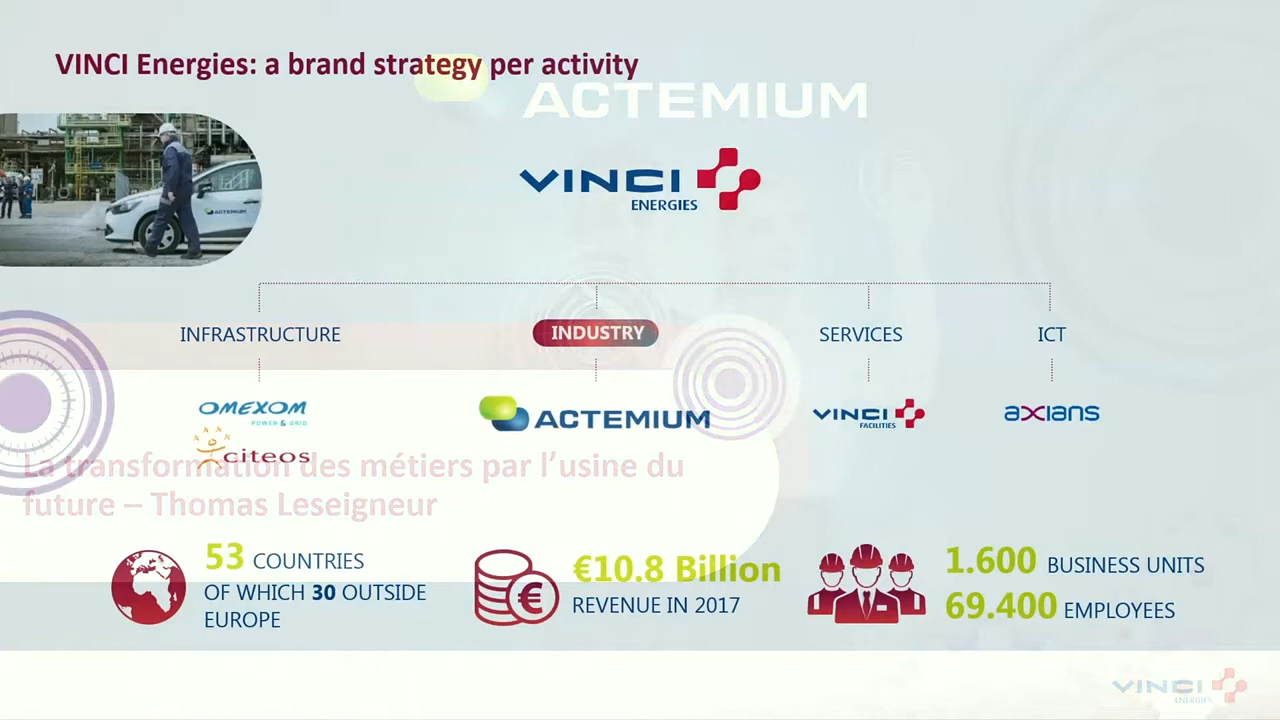 VINCI Energies: a brand strategy per activity
ACTEMIUM
VINCI
ENERGIES
ACTEMIUM
INFRASTRUCTURE
INDUSTRY
SERVICES
ICT
OMEXOM
POWER & GRID
citeos
ACTEMIUM
VINCI
FACILITIES
axians
La transformation des métiers par l’usine du
future – Thomas Leseigneur
53 COUNTRIES
OF WHICH 30 OUTSIDE
EUROPE
€10.8 Billion
REVENUE IN 2017
1.600 BUSINESS UNITS
69.400 EMPLOYEES
VINCI
ENERGIES